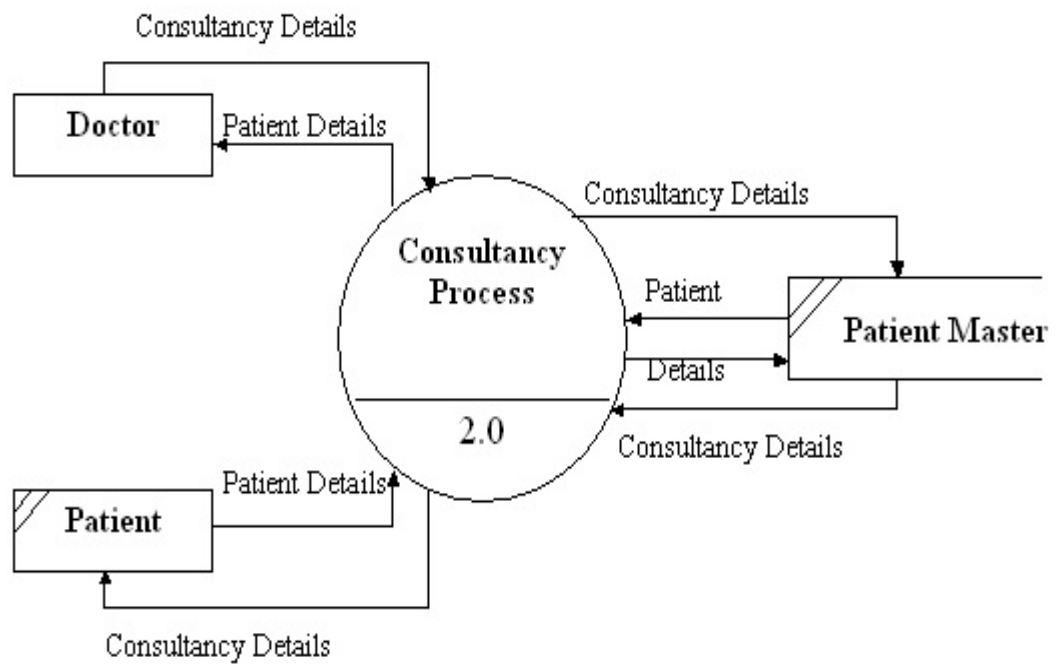 Consultancy Details
Doctor
Patient Details
Consultancy Details
Consultancy
Process
Patient
Patient Master
Details
2.0
Consultancy Details
Patient Details
Patient
Consultancy Details